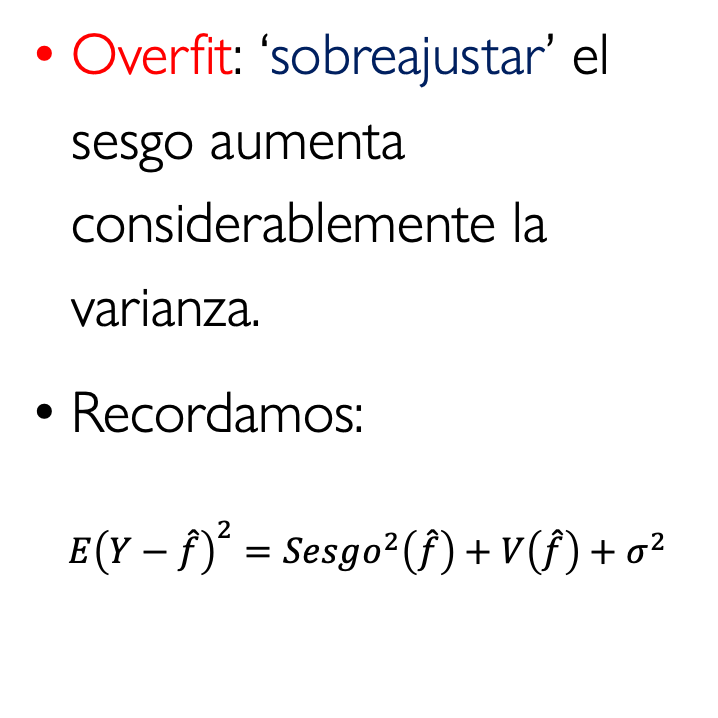 • Overfit: ‘sobreajustar’ el
sesgo aumenta
considerablemente la
varianza.
• Recordamos:
E(Y − f̂)² = Sesgo²(f̂) + V(f̂) + σ²